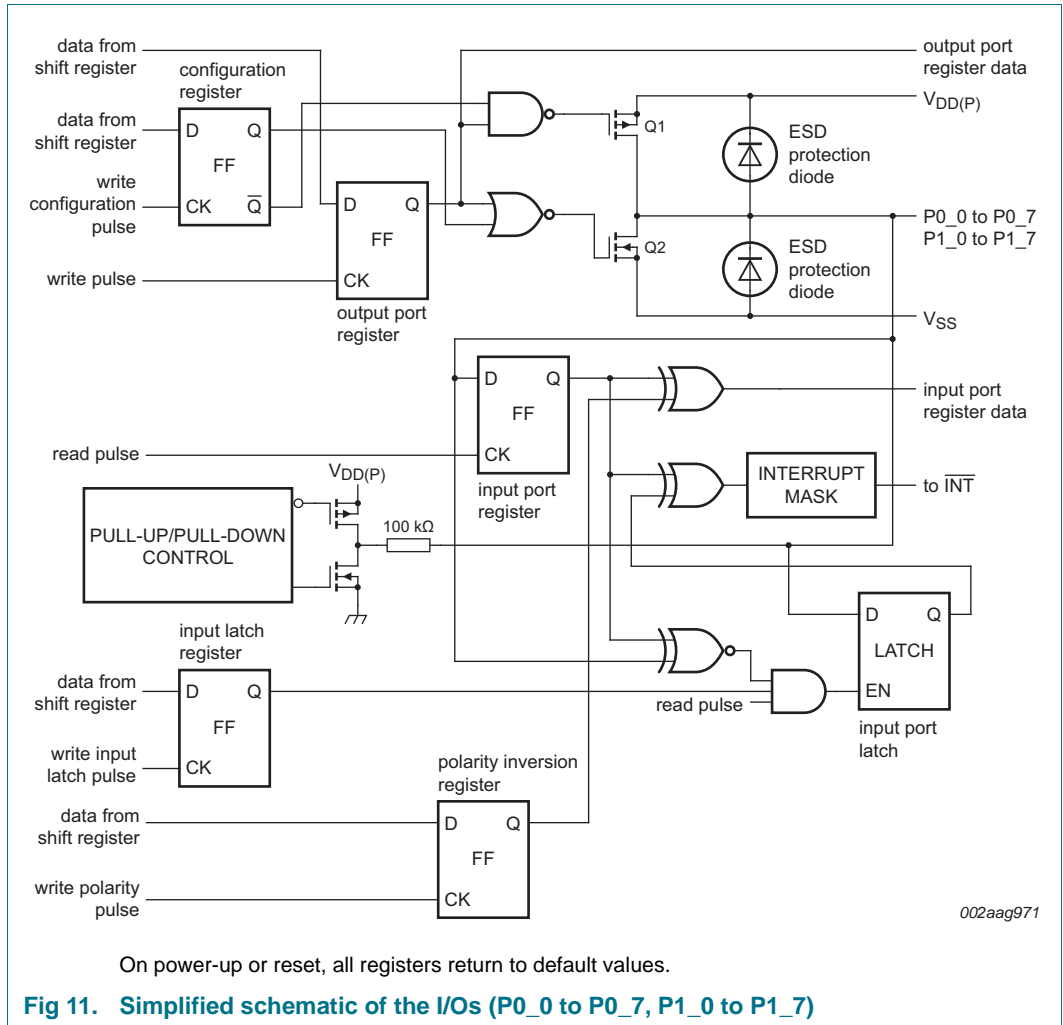 data from
shift register
configuration
register
data from
shift register
write
configuration
pulse
D
Q
FF
CK
Q
write pulse
D
Q
FF
CK
output port
register
Q1
Q2
ESD
protection
diode
ESD
protection
diode
output port
register data
VDD(P)
P0_0 to P0_7
P1_0 to P1_7
VSS
D
Q
FF
CK
input port
register
read pulse
input port
register data
INTERRUPT
MASK
to INT
VDD(P)
PULL-UP/PULL-DOWN
CONTROL
100 kΩ
input latch
register
data from
shift register
D
Q
FF
CK
write input
latch pulse
read pulse
D
Q
LATCH
EN
input port
latch
polarity inversion
register
data from
shift register
D
Q
FF
CK
write polarity
pulse
002aag971
On power-up or reset, all registers return to default values.
Fig 11. Simplified schematic of the I/Os (P0_0 to P0_7, P1_0 to P1_7)